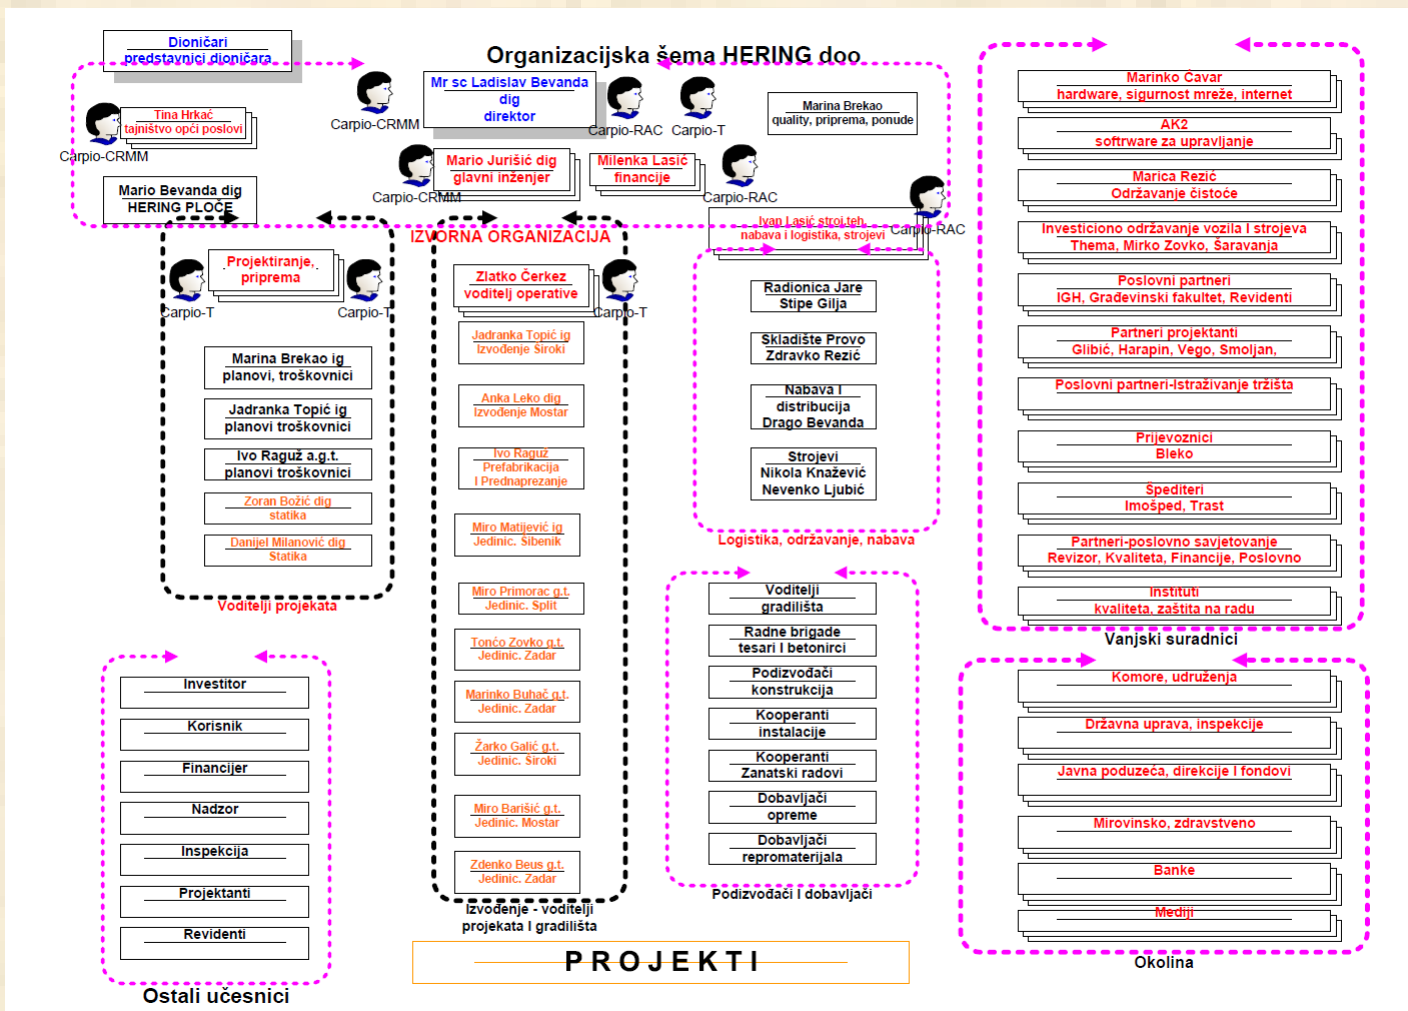 Organizacijska šema HERING doo
Dioničari
predstavnici dioničara
Carpio-CRMM
Mr sc Ladislav Bevanda
dig
direktor
Carpio-RAC
Carpio-T
Marina Brekao
quality, priprema, ponude
Tina Hrkać
tajništvo opći poslovi
Carpio-CRMM
Mario Jurišić dig
glavni inženjer
Carpio-CRMM
Milenka Lasić
financije
Carpio-RAC
Mario Bevanda dig
HERING PLOČE
Ivan Lasić stroj.teh.
nabava i logistika, strojevi
Carpio-RAC
IZVORNA ORGANIZACIJA
Projektiranje,
priprema
Carpio-T
Carpio-T
Marina Brekao ig
planovi, troškovnici
Jadranka Topić ig
planovi troškovnici
Ivo Raguž a.g.t.
planovi troškovnici
Zoran Božić dig
statika
Danijel Milanović dig
Statika
Voditelji projekata
Zlatko Čerkez
voditelj operative
Carpio-T
Jadranka Topić ig
Izvođenje Široki
Anka Leko dig
Izvođenje Mostar
Ivo Raguž
Prefabrikacija
I Prednaprezanje
Miro Matijević ig
Jedinic. Šibenik
Miro Primorac g.t.
Jedinic. Split
Tonćo Zovko g.t.
Jedinic. Zadar
Marinko Buhač g.t.
Jedinic. Zadar
Žarko Galić g.t.
Jedinic. Široki
Miro Barišić g.t.
Jedinic. Mostar
Zdenko Beus g.t.
Jedinic. Zadar
Izvođenje - voditelji
projekata I gradilišta
Radionica Jare
Stipe Gilja
Skladište Provo
Zdravko Rezić
Nabava I
distribucija
Drago Bevanda
Strojevi
Nikola Knažević
Nevenko Ljubić
Logistika, održavanje, nabava
Voditelji
gradilišta
Radne brigade
tesari I betonirci
Podizvođači
konstrukcija
Kooperanti
instalacije
Kooperanti
Zanatski radovi
Dobavljači
opreme
Dobavljači
repromaterijala
Podizvođači I dobavljači
Investitor
Korisnik
Financijer
Nadzor
Inspekcija
Projektanti
Revidenti
Ostali učesnici
PROJEKTI
Marinko Čavar
hardware, sigurnost mreže, internet
AK2
softrware za upravljanje
Marica Rezić
Održavanje čistoće
Investiciono održavanje vozila I strojeva
Thema, Mirko Zovko, Šaravanja
Poslovni partneri
IGH, Građevinski fakultet, Revidenti
Partneri projektanti
Glibić, Harapin, Vego, Smoljan,
Poslovni partneri-Istraživanje tržišta
Prijevoznici
Bleko
Špediteri
Imošped, Trast
Partneri-poslovno savjetovanje
Revizor, Kvaliteta, Financije, Poslovno
Instituti
kvaliteta, zaštita na radu
Vanjski suradnici
Komore, udruženja
Državna uprava, inspekcije
Javna poduzeća, direkcije I fondovi
Mirovinsko, zdravstveno
Banke
Mediji
Okolina